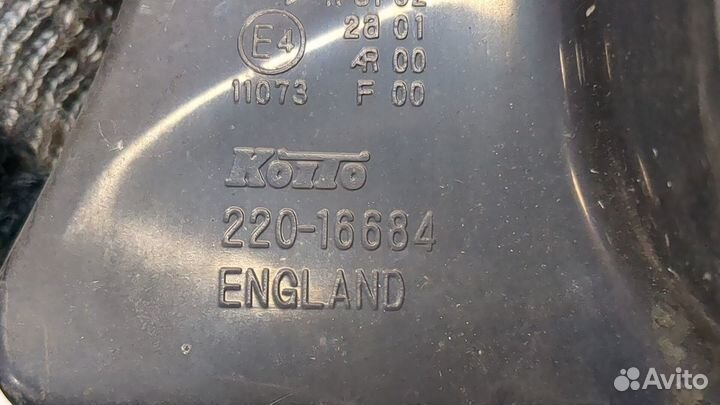 E4
2a 01
AR 00
11073 F 00
KOITO
220-16684
ENGLAND
Avito